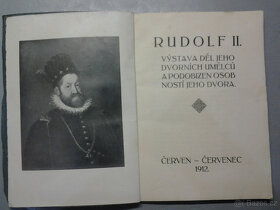 RUDOLF II.
VÝSTAVA DĚL JEHO
DVORNÍCH UMĚLCŮ
A PODOBIZEN OSOB
NOSTÍ JEHO DVORA.
ČERVEN – ČERVENEC
1912.